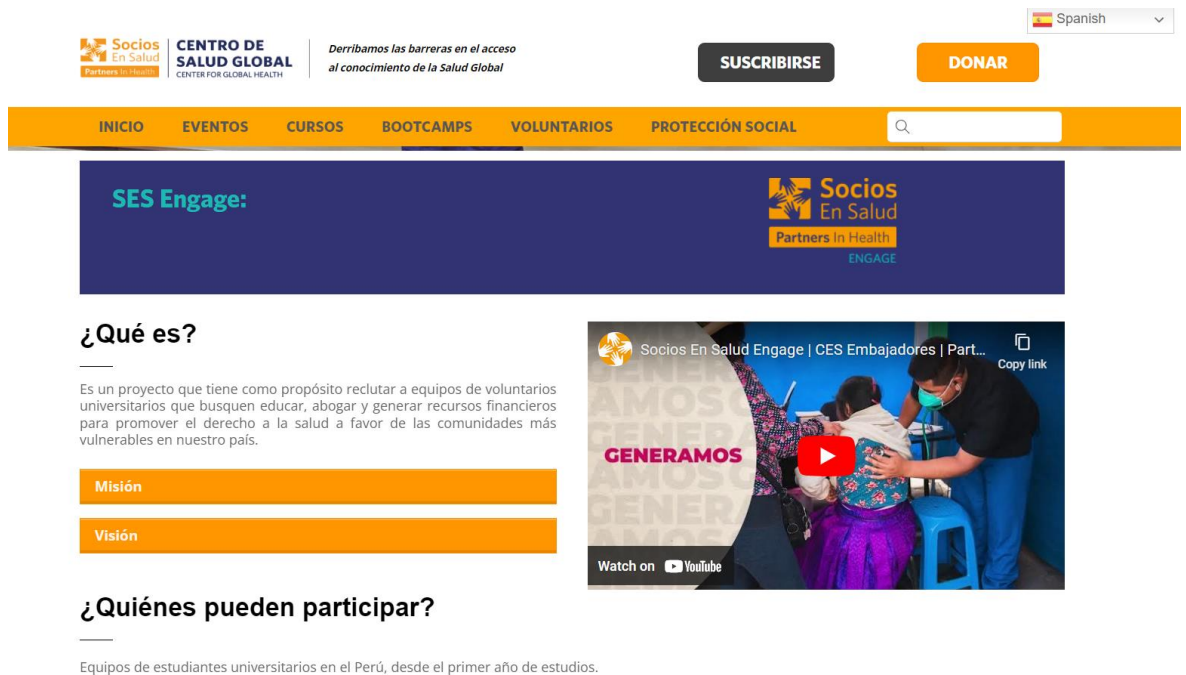 Spanish
Socios
En Salud
Partners In Health
CENTRO DE
SALUD GLOBAL
CENTER FOR GLOBAL HEALTH
Derribamos las barreras en el acceso
al conocimiento de la Salud Global
SUSCRIBIRSE
DONAR
INICIO EVENTOS CURSOS BOOTCAMPS VOLUNTARIOS PROTECCIÓN SOCIAL
SES Engage:
Socios
En Salud
Partners In Health
ENGAGE
¿Qué es?
Es un proyecto que tiene como propósito reclutar a equipos de voluntarios
universitarios que busquen educar, abogar y generar recursos financieros
para promover el derecho a la salud a favor de las comunidades más
vulnerables en nuestro país.
Misión
Visión
Socios En Salud Engage | CES Embajadores | Part...
Copy link
GENERAMOS
Watch on YouTube
¿Quiénes pueden participar?
Equipos de estudiantes universitarios en el Perú, desde el primer año de estudios.